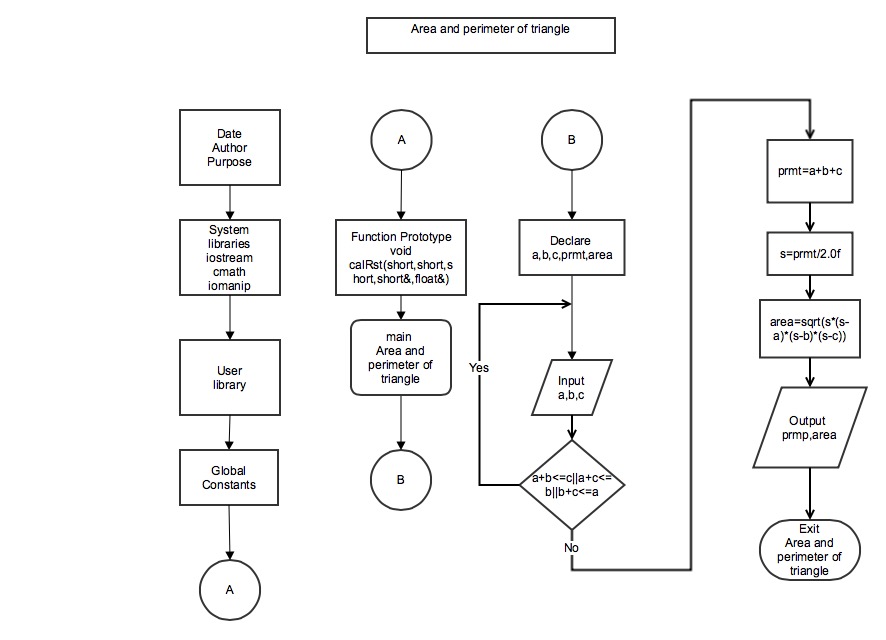 Area and perimeter of triangle
Date
Author
Purpose
System
libraries
iostream
cmath
iomanip
User
library
Global
Constants
A
A
Function Prototype
void
calRst(short,short,s
hort,short&,float&)
main
Area and
perimeter of
triangle
B
B
Declare
a,b,c,prmt,area
Yes
Input
a,b,c
a+b<=c||a+c<=
b||b+c<=a
No
prmt=a+b+c
s=prmt/2.0f
area=sqrt(s*(s-
a)*(s-b)*(s-c))
Output
prmp,area
Exit
Area and
perimeter of
triangle